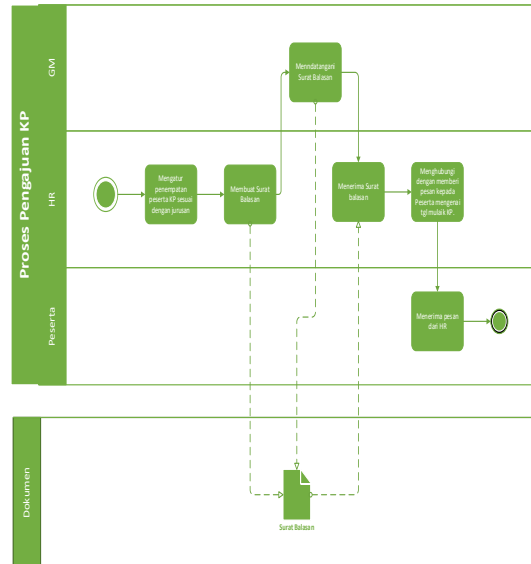 Proses Pengajuan KP
GM
HR
Peserta
Menndatangani
Surat Balasan
Mengatur
penempatan
peserta KP sesuai
dengan jurusan
Membuat Surat
Balasan
Menerima Surat
balasan
Menghubungi
dengan memberi
pesan kepada
Peserta mengenai
tgl mulaik KP.
Menerima pesan
dari HR
Dokumen
Surat Balasan